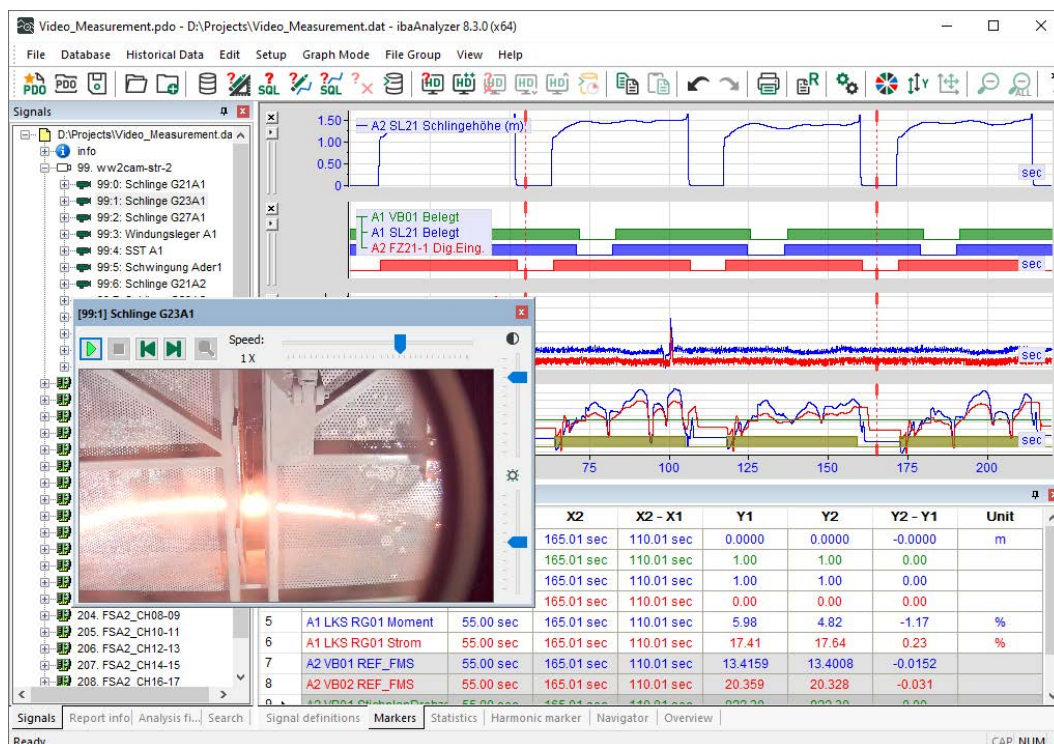 Video_Measurement.pdo - D:\Projects\Video_Measurement.dat - ibaAnalyzer 8.3.0 (x64)
File Database Historical Data Edit Setup Graph Mode File Group View Help
PDO PDO SQL SQL HD HD HD HD HD R Y ALL
Signals
D:\Projects\Video_Measurement.da
info
99. ww2cam-str-2
99:0: Schlinge G21A1
99:1: Schlinge G23A1
99:2: Schlinge G27A1
99:3: Windungsleger A1
99:4: SST A1
99:5: Schwingung Ader1
99:6: Schlinge G21A2
204. FSA2_CH08-09
205. FSA2_CH10-11
206. FSA2_CH12-13
207. FSA2_CH14-15
208. FSA2_CH16-17
Signals Report info Analysis fi... Search
1.50
1.00
0.50
0
A2 SL21 Schlingehöhe (m)
sec
A1 VB01 Belegt
A1 SL21 Belegt
A2 FZ21-1 Dig.Eing.
sec
sec
sec
75 100 125 150 175 200
[99:1] Schlinge G23A1
Speed:
1 X
X2 X2 - X1 Y1 Y2 Y2 - Y1 Unit
165.01 sec 110.01 sec 0.0000 0.0000 -0.0000 m
165.01 sec 110.01 sec 1.00 1.00 0.00
165.01 sec 110.01 sec 1.00 1.00 0.00
165.01 sec 110.01 sec 0.00 0.00 0.00
5 A1 LKS RG01 Moment 55.00 sec 165.01 sec 110.01 sec 5.98 4.82 -1.17 %
6 A1 LKS RG01 Strom 55.00 sec 165.01 sec 110.01 sec 17.41 17.64 0.23 %
7 A2 VB01 REF_FMS 55.00 sec 165.01 sec 110.01 sec 13.4159 13.4008 -0.0152
8 A2 VB02 REF_FMS 55.00 sec 165.01 sec 110.01 sec 20.359 20.328 -0.031
Signal definitions Markers Statistics Harmonic marker Navigator Overview
Ready
CAP NUM